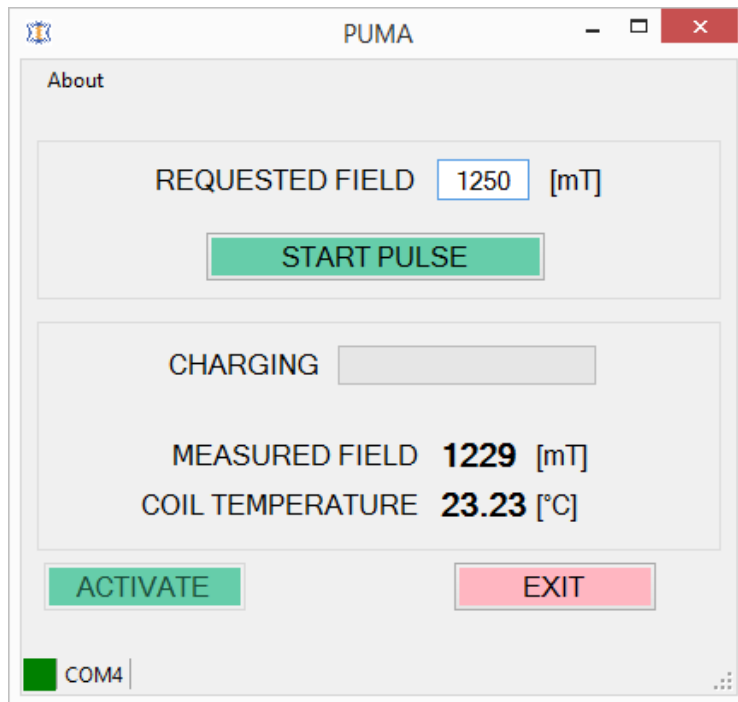 PUMA
About
REQUESTED FIELD 1250 [mT]
START PULSE
CHARGING
MEASURED FIELD 1229 [mT]
COIL TEMPERATURE 23.23 [°C]
ACTIVATE EXIT
COM4